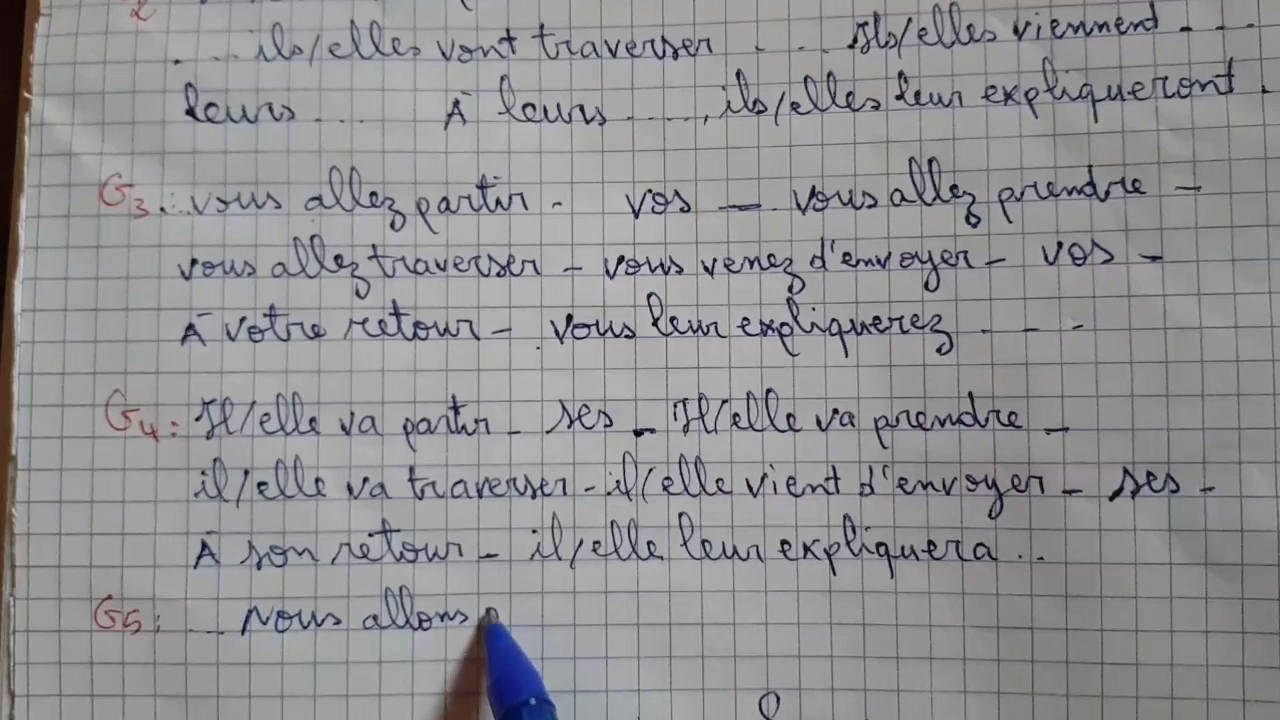 2
.... ils/elles vont traverser . . . Ils/elles viennent - - -
leurs .... À leurs ....., ils/elles leur expliqueront.
G3: vous allez partir - vos — vous allez prendre -
vous allez traverser - vous venez d'envoyer - vos -
À votre retour - vous leur expliquerez - - -
G4: Il/elle va partir - ses - Il/elle va prendre -
il/elle va traverser - il/elle vient d'envoyer - ses -
À son retour - il/elle leur expliquera ...
G5: ... Nous allons